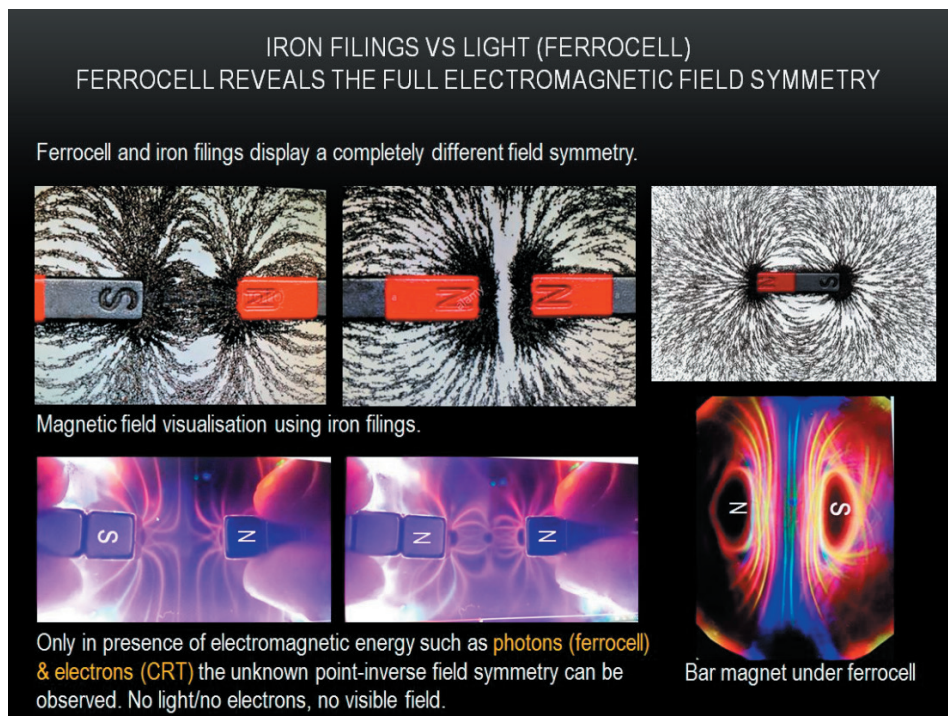 IRON FILINGS VS LIGHT (FERROCELL)
FERROCELL REVEALS THE FULL ELECTROMAGNETIC FIELD SYMMETRY
Ferrocell and iron filings display a completely different field symmetry.
S
N
N
N
N
S
Magnetic field visualisation using iron filings.
S
N
N
N
N
S
Only in presence of electromagnetic energy such as photons (ferrocell)
& electrons (CRT) the unknown point-inverse field symmetry can be
observed. No light/no electrons, no visible field.
Bar magnet under ferrocell